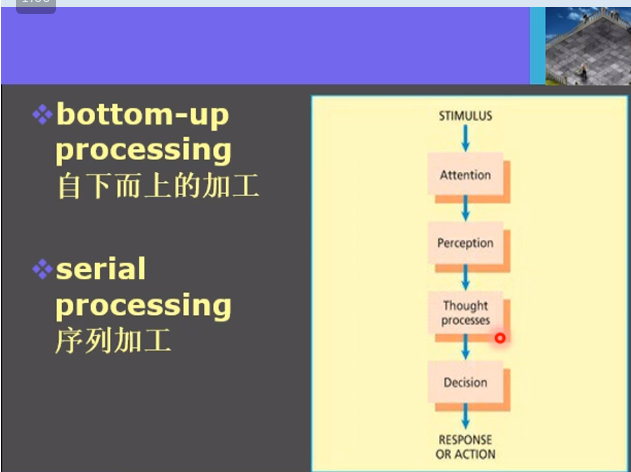 bottom-up
processing
自下而上的加工
serial
processing
序列加工
STIMULUS
Attention
Perception
Thought
processes
Decision
RESPONSE
OR ACTION